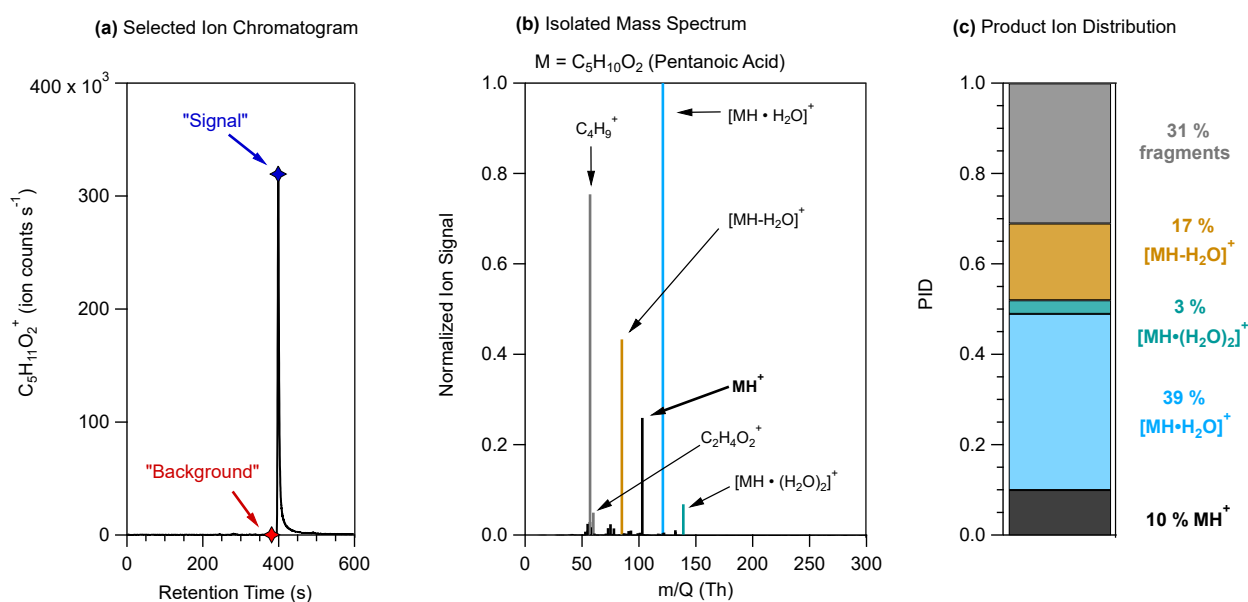 (a) Selected Ion Chromatogram
400 x 10³
300
200
100
0
C₅H₁₁O₂⁺ (ion counts s⁻¹)
"Signal"
"Background"
0
200
400
600
Retention Time (s)
(b) Isolated Mass Spectrum
M = C₅H₁₀O₂ (Pentanoic Acid)
1.0
0.8
0.6
0.4
0.2
0.0
Normalized Ion Signal
C₄H₉⁺
[MH • H₂O]⁺
[MH-H₂O]⁺
MH⁺
C₂H₄O₂⁺
[MH • (H₂O)₂]⁺
0
50
100
150
200
250
300
m/Q (Th)
(c) Product Ion Distribution
1.0
0.8
0.6
0.4
0.2
0.0
PID
31 %
fragments
17 %
[MH-H₂O]⁺
3 %
[MH•(H₂O)₂]⁺
39 %
[MH•H₂O]⁺
10 % MH⁺